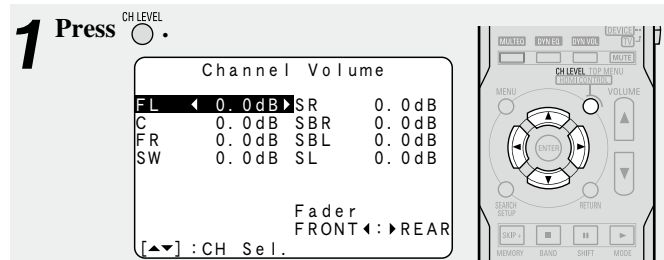 1 Press CH LEVEL .
Channel Volume
FL ◀ 0.0dB▶ SR 0.0dB
C 0.0dB SBR 0.0dB
FR 0.0dB SBL 0.0dB
SW 0.0dB SL 0.0dB
Fader
FRONT◀:▶REAR
[▲▼]:CH Sel.
DEVICE
MULTEQ DYN EQ DYN VOL TV
MUTE
CH LEVEL TOP MENU
HDMI CONTROL
MENU VOLUME
ENTER
SEARCH RETURN
SETUP
SKIP
MEMORY BAND SHIFT MODE